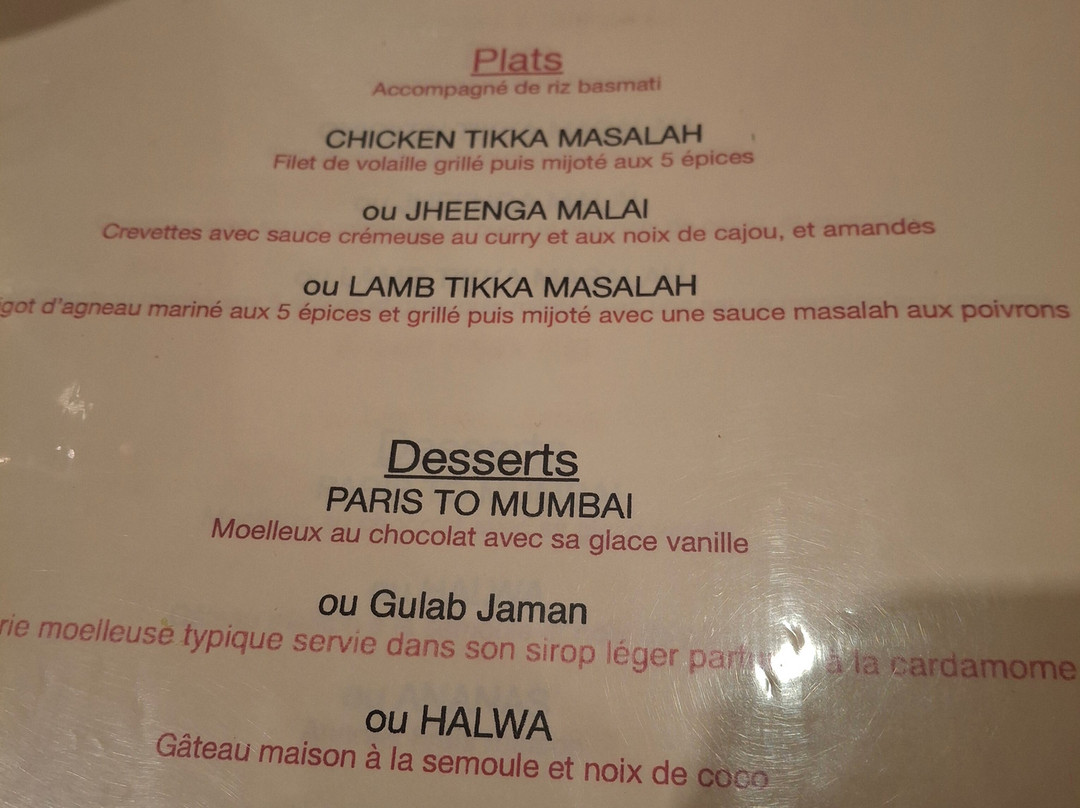 Plats
Accompagné de riz basmati
CHICKEN TIKKA MASALAH
Filet de volaille grillé puis mijoté aux 5 épices
ou JHEENGA MALAI
Crevettes avec sauce crémeuse au curry et aux noix de cajou, et amandes
ou LAMB TIKKA MASALAH
d'agneau mariné aux 5 épices et grillé puis mijoté avec une sauce masalah aux poivrons
Desserts
PARIS TO MUMBAI
Moelleux au chocolat avec sa glace vanille
ou Gulab Jaman
moelleuse typique servie dans son sirop léger à la cardamome
ou HALWA
Gâteau maison à la semoule et noix de coco